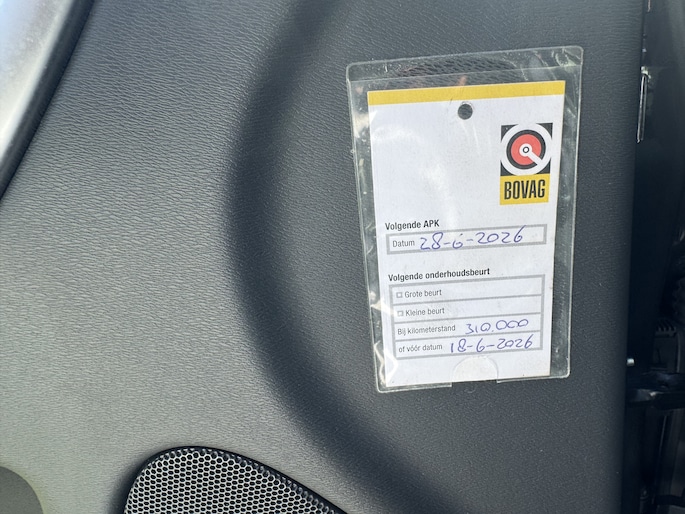 BOVAG
Volgende APK
Datum 28-6-2026
Volgende onderhoudsbeurt
Grote beurt
Kleine beurt
Bij kilometerstand 310.000
of vóór datum 18-6-2026